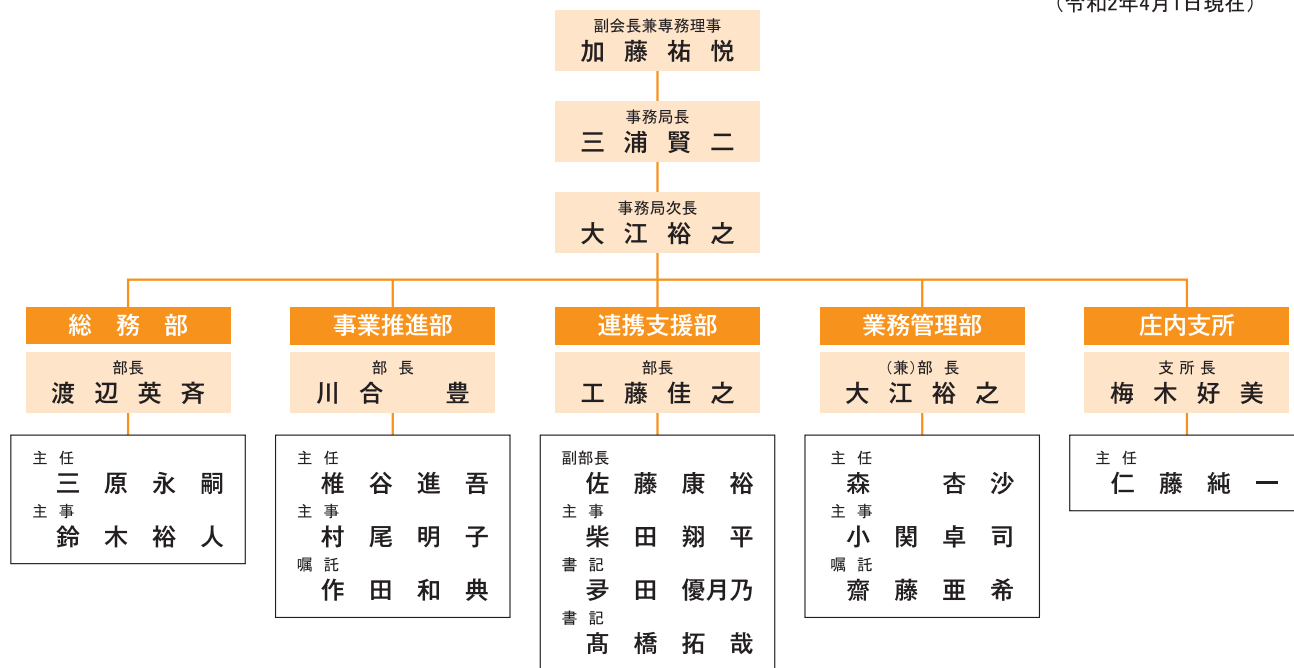 (令和2年4月1日現在)
副会長兼専務理事
加藤祐悦
事務局長
三浦賢二
事務局次長
大江裕之
総務部
部長
渡辺英斉
主任
三原永嗣
主事
鈴木裕人
事業推進部
部長
川合 豊
主任
椎谷進吾
主事
村尾明子
嘱託
作田和典
連携支援部
部長
工藤佳之
副部長
佐藤康裕
主事
柴田翔平
書記
夛田優月乃
書記
髙橋拓哉
業務管理部
(兼)部長
大江裕之
主任
森 杏沙
主事
小関卓司
嘱託
齋藤亜希
庄内支所
支所長
梅木好美
主任
仁藤純一